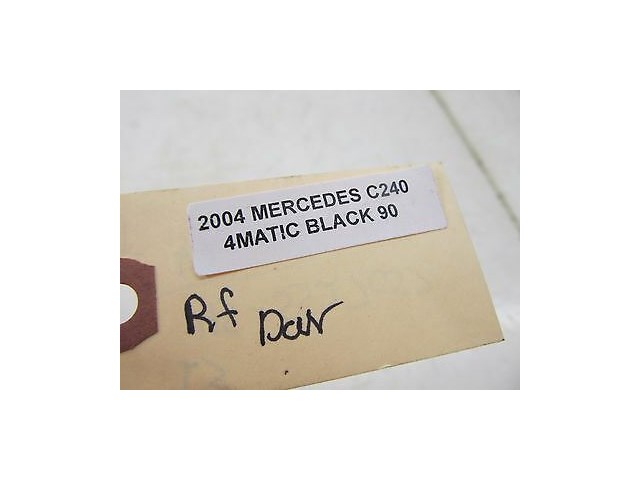 2004 MERCEDES C240
4MATIC BLACK 90
Rf Dar